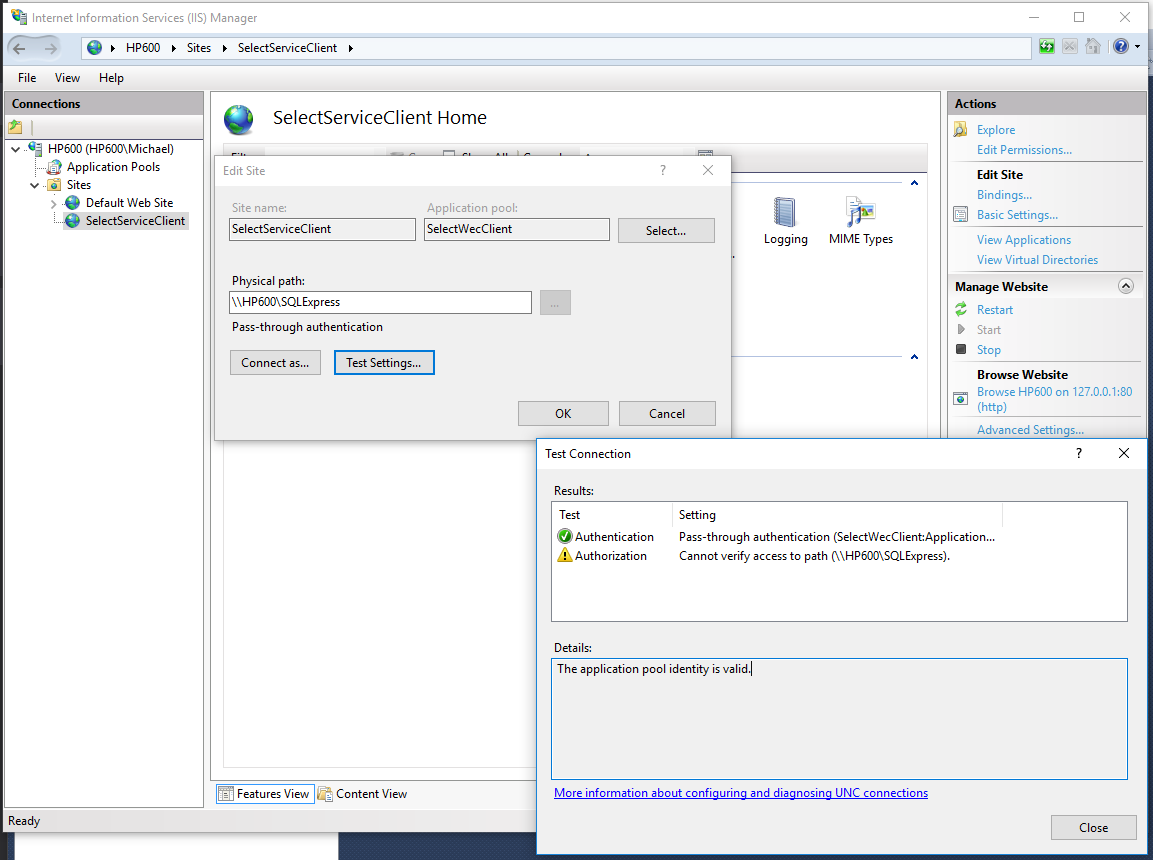 Internet Information Services (IIS) Manager
HP600 Sites SelectServiceClient
File View Help
Connections
HP600 (HP600\Michael)
Application Pools
Sites
Default Web Site
SelectServiceClient
SelectServiceClient Home
Edit Site
Site name:
Application pool:
SelectServiceClient
SelectWecClient
Select...
Physical path:
\\HP600\SQLExpress
...
Pass-through authentication
Connect as...
Test Settings...
OK
Cancel
Logging
MIME Types
Features View
Content View
Ready
Actions
Explore
Edit Permissions...
Edit Site
Bindings...
Basic Settings...
View Applications
View Virtual Directories
Manage Website
Restart
Start
Stop
Browse Website
Browse HP600 on 127.0.0.1:80
(http)
Advanced Settings...
Test Connection
Results:
Test Setting
Authentication Pass-through authentication (SelectWecClient:Application...
Authorization Cannot verify access to path (\\HP600\SQLExpress).
Details:
The application pool identity is valid.
More information about configuring and diagnosing UNC connections
Close